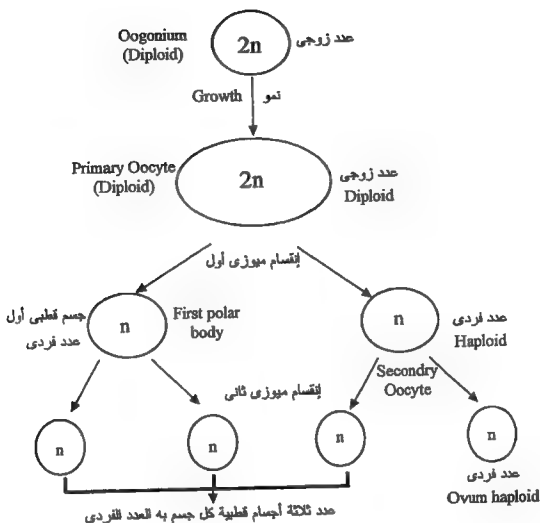 Oogonium
(Diploid)
2n
عدد زوجى
Growth
نمو
Primary Oocyte
(Diploid)
2n
عدد زوجى
Diploid
إنقسام ميوزى أول
جسم قطبى أول
عدد فردى
n
First polar
body
n
عدد فردى
Haploid
Secondry
Oocyte
إنقسام ميوزى ثانى
n
n
n
n
عدد فردى
Ovum haploid
عدد ثلاثة أجسام قطبية كل جسم به العدد الفردى